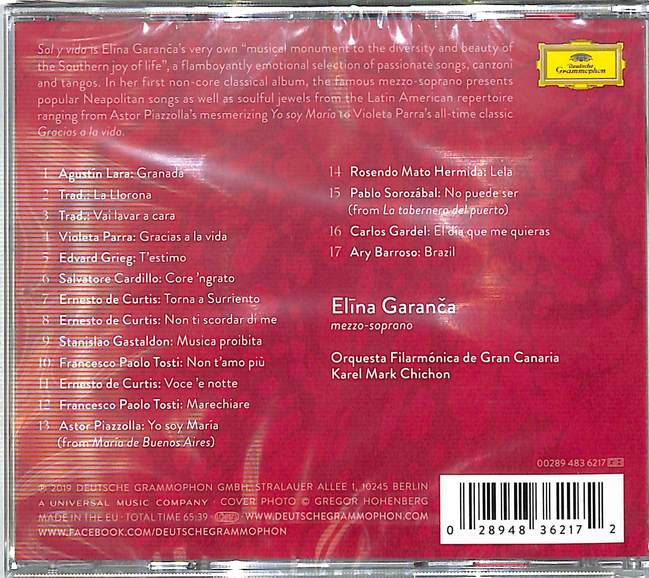 Sal y vida is Elīna Garanča's very own "musical monument to the diversity and beauty of
the Southern joy of life", a flamboyantly emotional selection of passionate songs, canzoni
and tangos. In her first non-core classical album, the famous mezzo-soprano presents
popular Neapolitan songs as well as soulful jewels from the Latin American repertoire
ranging from Astor Piazzolla's mesmerizing Yo soy María to Violeta Parra's all-time classic
Gracias a la vida.
Deutsche
Grammophon
1 Agustín Lara: Granada
2 Trad.: La Llorona
3 Trad.: Vai lavar a cara
4 Violeta Parra: Gracias a la vida
5 Edvard Grieg: T'estimo
6 Salvatore Cardillo: Core 'ngrato
7 Ernesto de Curtis: Torna a Surriento
8 Ernesto de Curtis: Non ti scordar di me
9 Stanislao Gastaldon: Musica proibita
10 Francesco Paolo Tosti: Non t'amo più
11 Ernesto de Curtis: Voce 'e notte
12 Francesco Paolo Tosti: Marechiare
13 Astor Piazzolla: Yo soy María
(from María de Buenos Aires)
14 Rosendo Mato Hermida: Lela
15 Pablo Sorozábal: No puede ser
(from La tabernera del puerto)
16 Carlos Gardel: El día que me quieras
17 Ary Barroso: Brazil
Elīna Garanča
mezzo-soprano
Orquesta Filarmónica de Gran Canaria
Karel Mark Chichon
00289 483 6217
℗ 2019 DEUTSCHE GRAMMOPHON GMBH, STRALAUER ALLEE 1, 10245 BERLIN
A UNIVERSAL MUSIC COMPANY · COVER PHOTO © GREGOR HOHENBERG
MADE IN THE EU · TOTAL TIME 65:39 · WWW.DEUTSCHEGRAMMOPHON.COM
WWW.FACEBOOK.COM/DEUTSCHEGRAMMOPHON
0 28948 36217 2